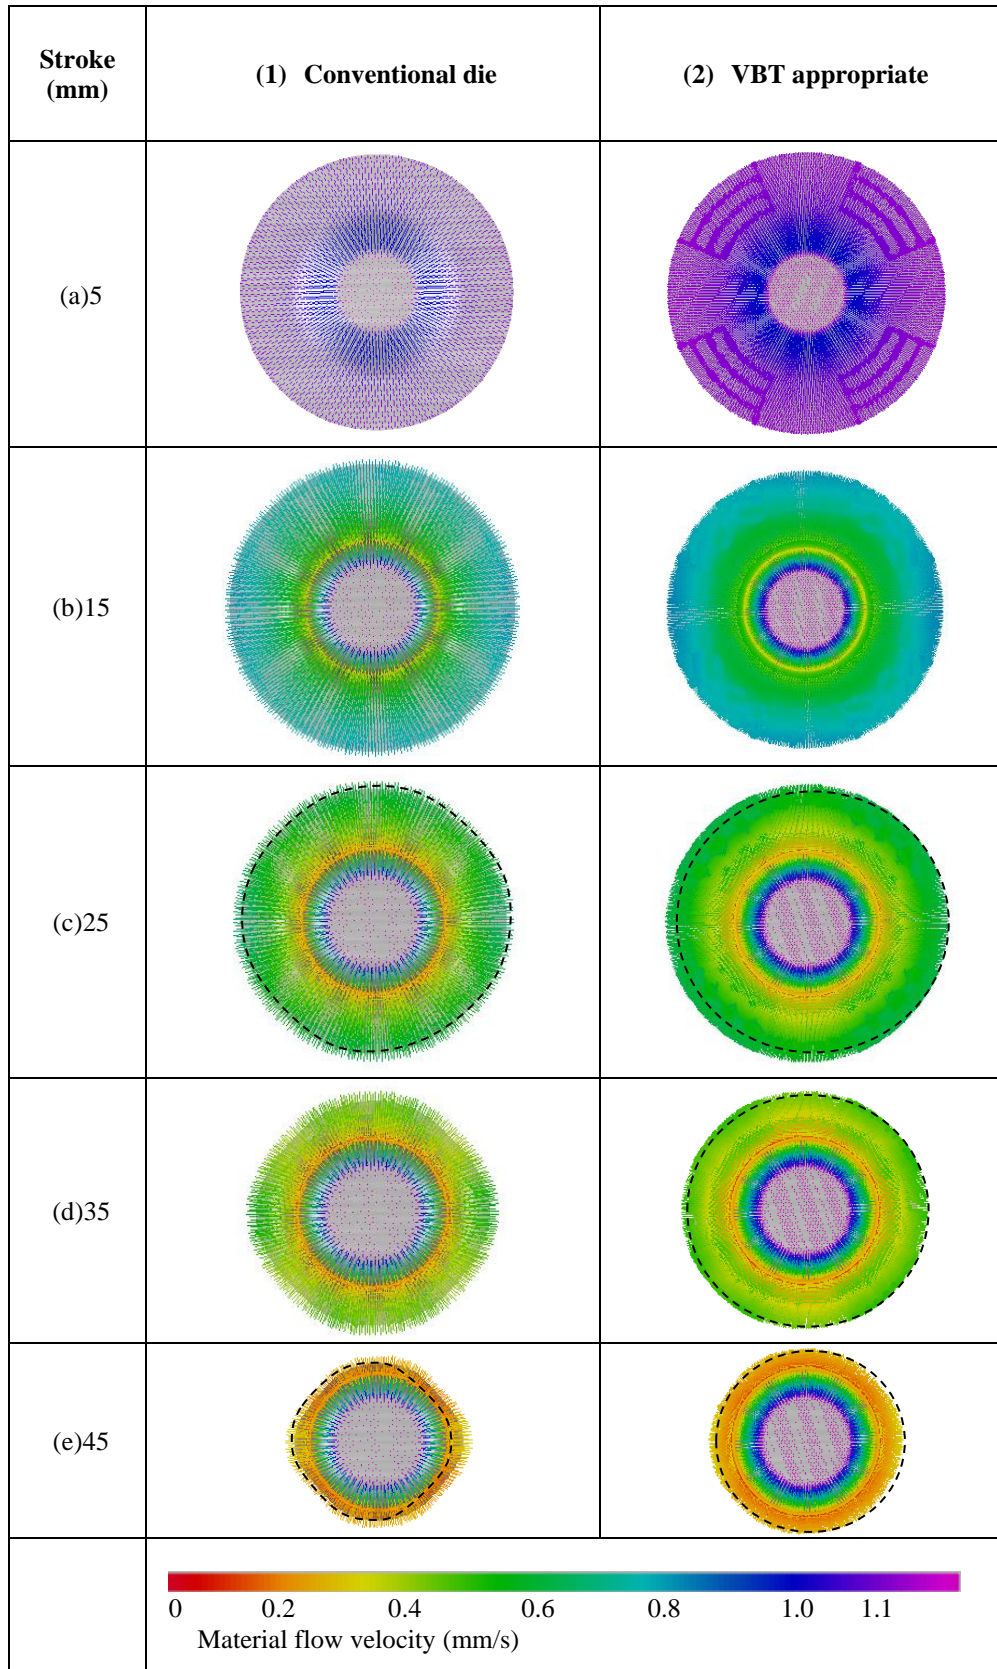 Stroke
(mm)
(1) Conventional die
(2) VBT appropriate
(a)5
(b)15
(c)25
(d)35
(e)45
0 0.2 0.4 0.6 0.8 1.0 1.1
Material flow velocity (mm/s)